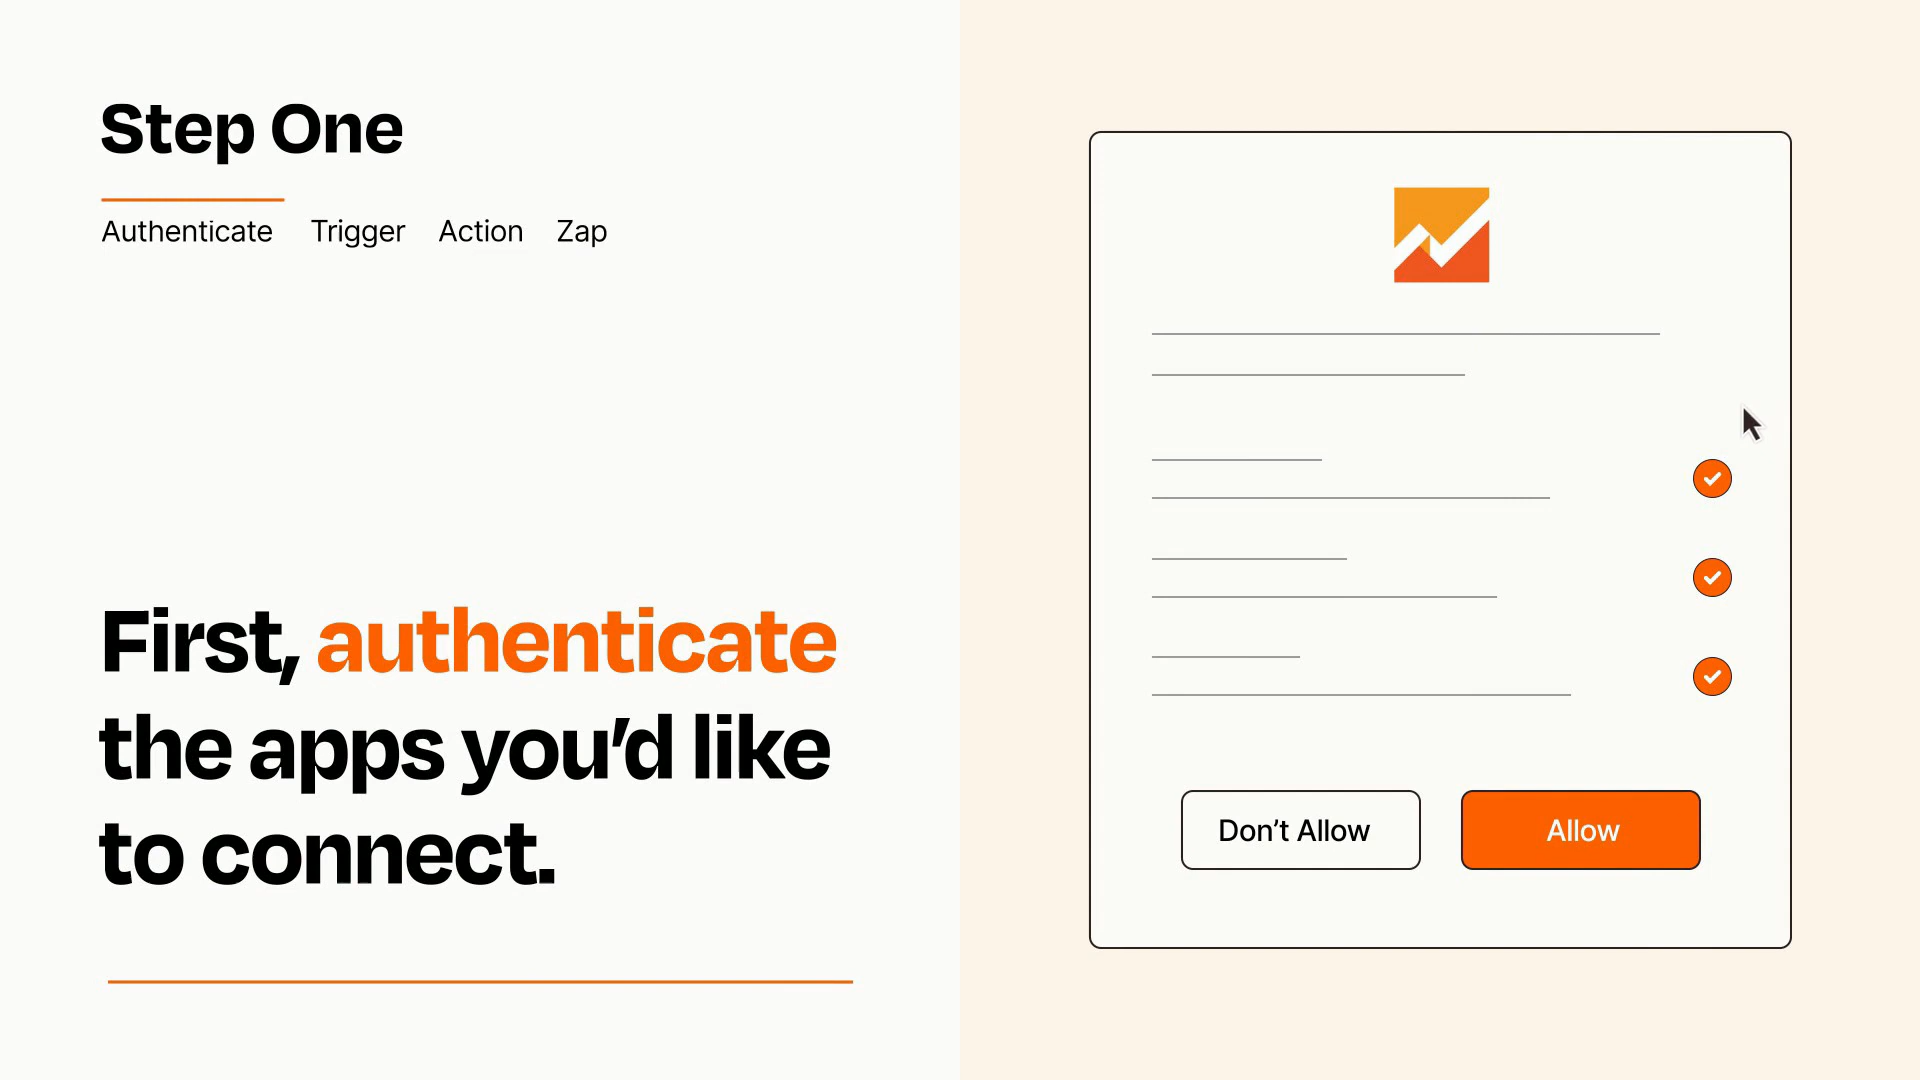 Step One
Authenticate Trigger Action Zap
First, authenticate
the apps you’d like
to connect.
Don’t Allow
Allow